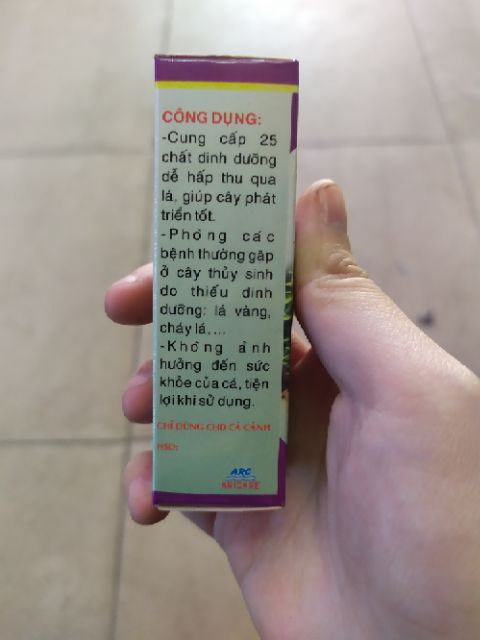 CÔNG DỤNG:
-Cung cấp 25
chất dinh dưỡng
dễ hấp thu qua
lá, giúp cây phát
triển tốt.
-Phòng các
bệnh thường gặp
ở cây thủy sinh
do thiếu dinh
dưỡng: lá vàng,
cháy lá,...
-Không ảnh
hưởng đến sức
khỏe của cá, tiện
lợi khi sử dụng.
CHỈ DÙNG CHO CÁ CẢNH
HSD:
ARC